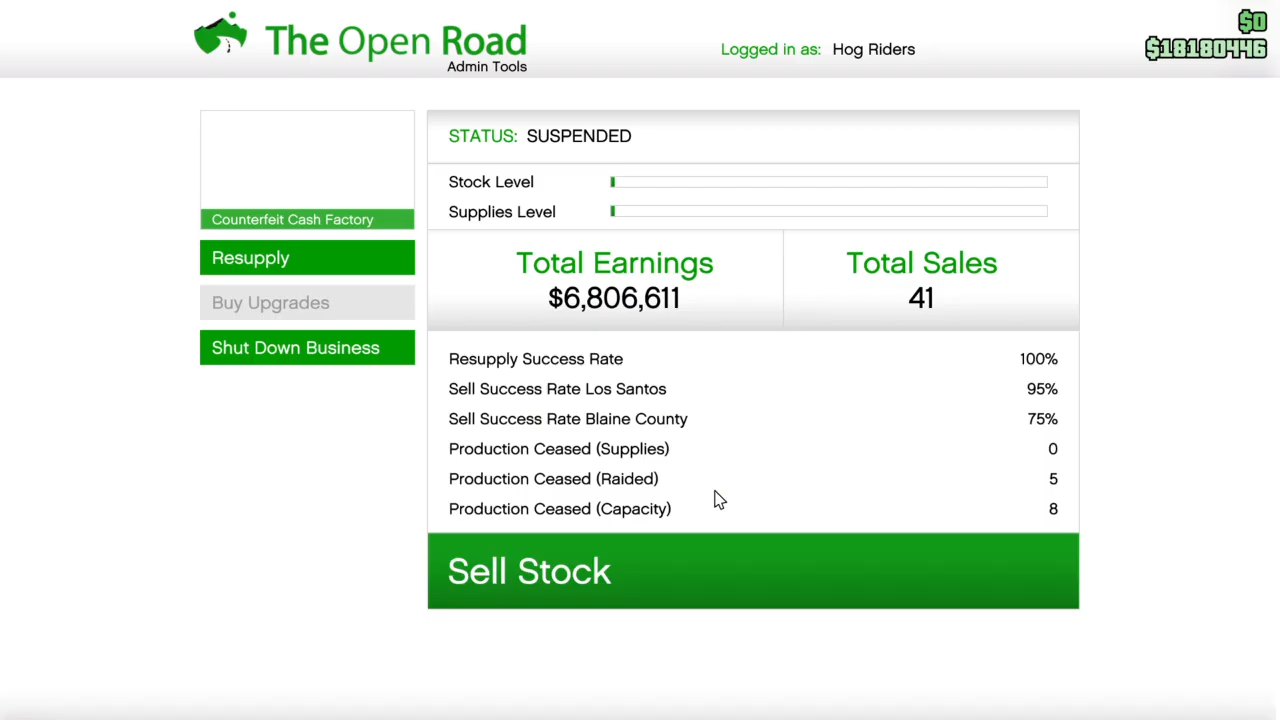 The Open Road
Admin Tools
Logged in as: Hog Riders
$0
$18180446
Counterfeit Cash Factory
Resupply
Buy Upgrades
Shut Down Business
STATUS: SUSPENDED
Stock Level
Supplies Level
Total Earnings
$6,806,611
Total Sales
41
Resupply Success Rate 100%
Sell Success Rate Los Santos 95%
Sell Success Rate Blaine County 75%
Production Ceased (Supplies) 0
Production Ceased (Raided) 5
Production Ceased (Capacity) 8
Sell Stock